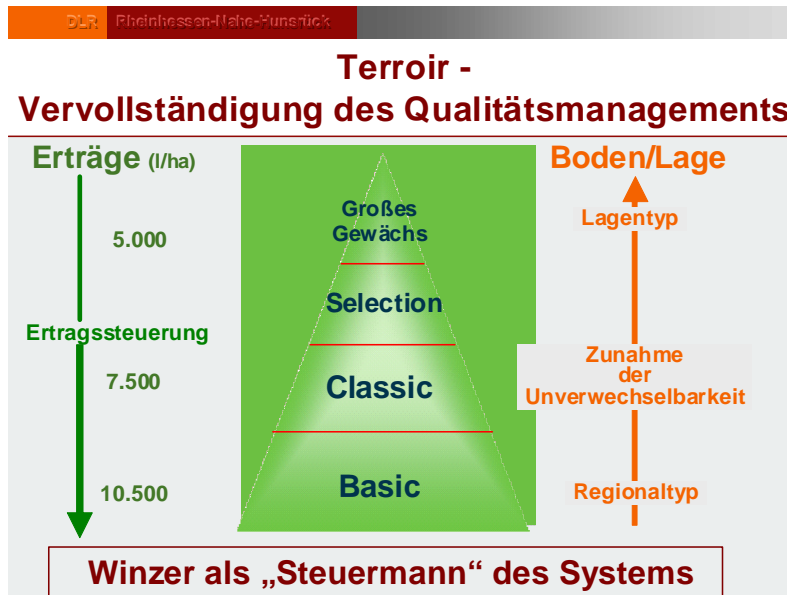 DLR Rheinhessen-Nahe-Hunsrück
Terroir -
Vervollständigung des Qualitätsmanagements
Erträge (l/ha)
5.000
Ertragssteuerung
7.500
10.500
Großes
Gewächs
Selection
Classic
Basic
Boden/Lage
Lagentyp
Zunahme
der
Unverwechselbarkeit
Regionaltyp
Winzer als „Steuermann“ des Systems